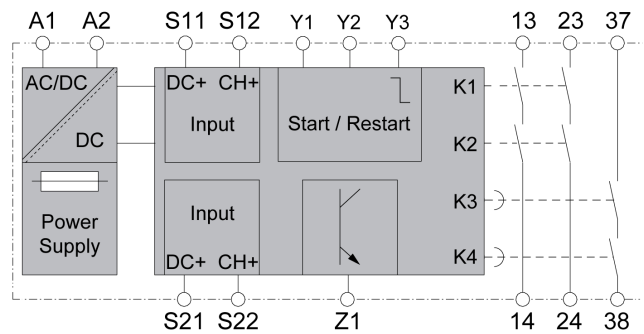 A1 A2 S11 S12 Y1 Y2 Y3 13 23 37
AC/DC
DC
Power
Supply
DC+ CH+
Input
Start / Restart
Input
DC+ CH+
K1
K2
K3
K4
S21 S22 Z1 14 24 38